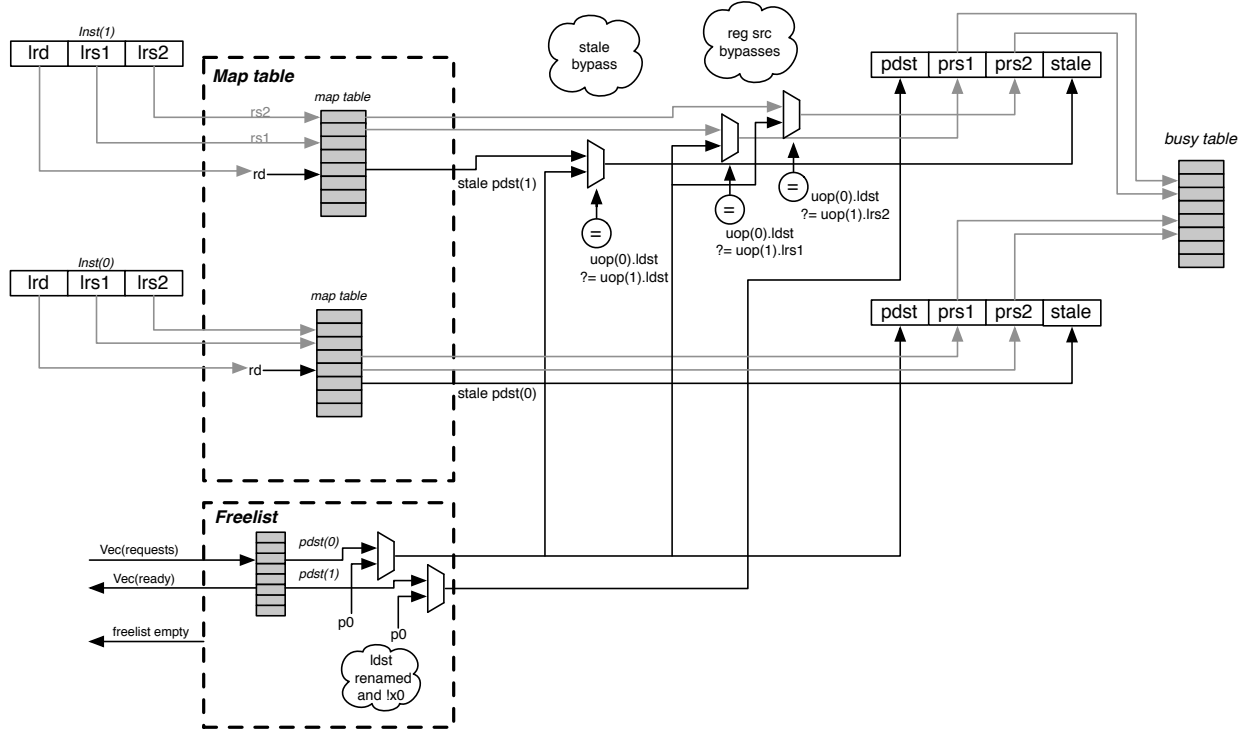 Inst(1)
lrd lrs1 lrs2
Map table
map table
rs2
rs1
rd
stale pdst(1)
stale
bypass
reg src
bypasses
=
uop(0).ldst
?= uop(1).ldst
=
uop(0).ldst
?= uop(1).lrs1
=
uop(0).ldst
?= uop(1).lrs2
pdst prs1 prs2 stale
busy table
Inst(0)
lrd lrs1 lrs2
map table
rd
stale pdst(0)
pdst prs1 prs2 stale
Freelist
Vec(requests)
pdst(0)
Vec(ready)
pdst(1)
p0
p0
freelist empty
ldst
renamed
and !x0